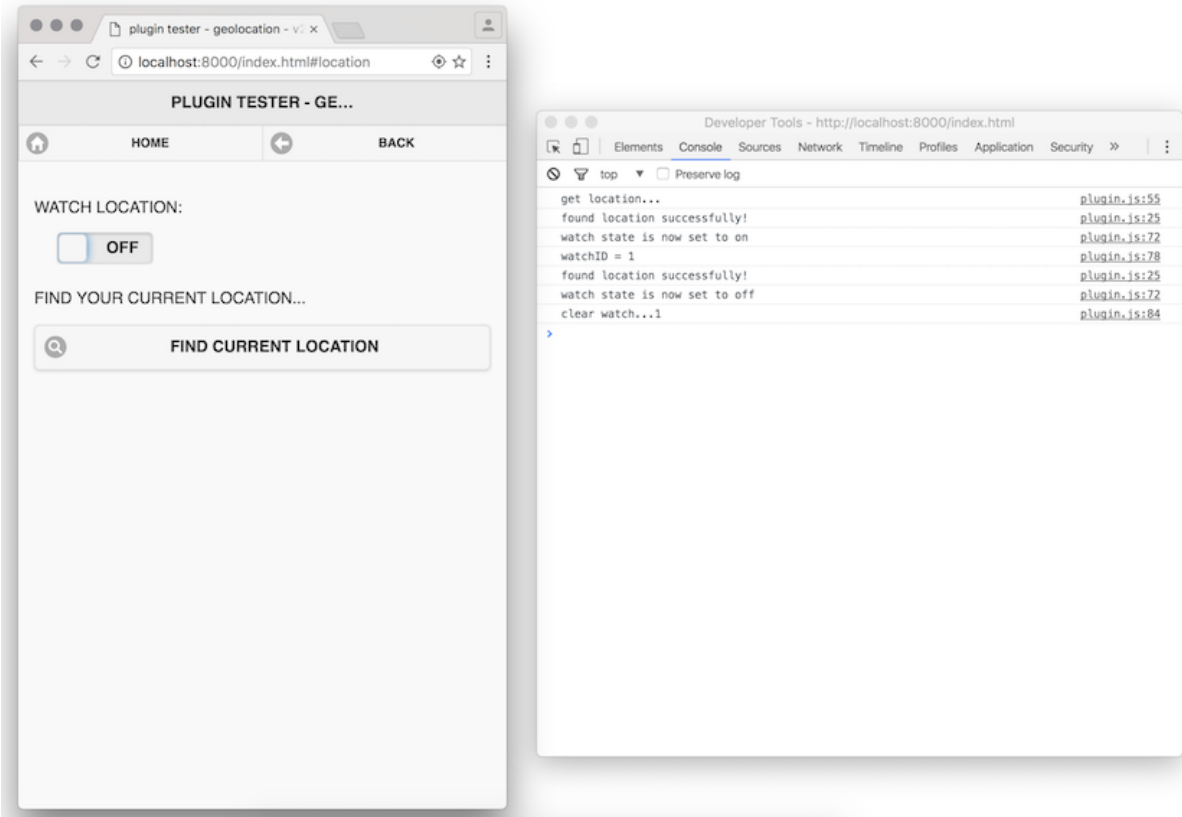 plugin tester - geolocation - v2
localhost:8000/index.html#location
PLUGIN TESTER - GE...
HOME
BACK
WATCH LOCATION:
OFF
FIND YOUR CURRENT LOCATION...
FIND CURRENT LOCATION
Developer Tools - http://localhost:8000/index.html
Elements Console Sources Network Timeline Profiles Application Security »
top ▼ Preserve log
get location... plugin.js:55
found location successfully! plugin.js:25
watch state is now set to on plugin.js:72
watchID = 1 plugin.js:78
found location successfully! plugin.js:25
watch state is now set to off plugin.js:72
clear watch...1 plugin.js:84
>